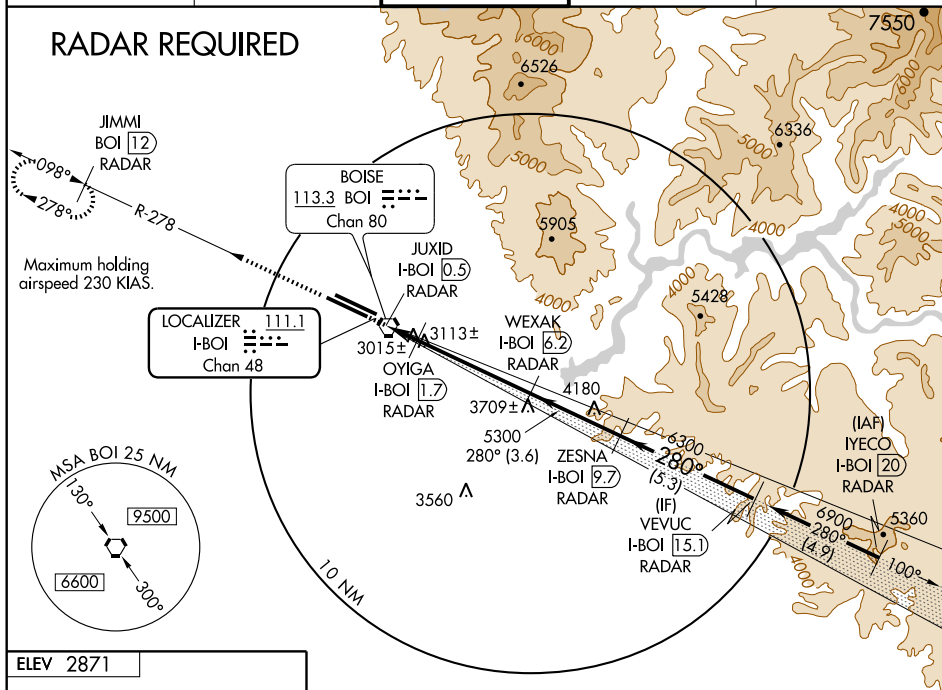 RADAR REQUIRED
7550
6000
6526
6000
6336
5000
5000
JIMMI
BOI 12
RADAR
098°
278°
R-278
Maximum holding
airspeed 230 KIAS.
BOISE
113.3 BOI
Chan 80
5905
4000
4000
4000
5000
4000
4000
5428
JUXID
I-BOI 0.5
RADAR
LOCALIZER 111.1
I-BOI
Chan 48
3015±
3113±
OYIGA
I-BOI 1.7
RADAR
WEXAK
I-BOI 6.2
RADAR
4180
3709±
5300
280° (3.6)
ZESNA
I-BOI 9.7
RADAR
6300
280°
(5.3)
(IF)
VEVUC
I-BOI 15.1
RADAR
(IAF)
IYECO
I-BOI 20
RADAR
6900
280°
(4.9)
5360
100°
4000
3560
10 NM
MSA BOI 25 NM
130°
9500
6600
300°
ELEV 2871